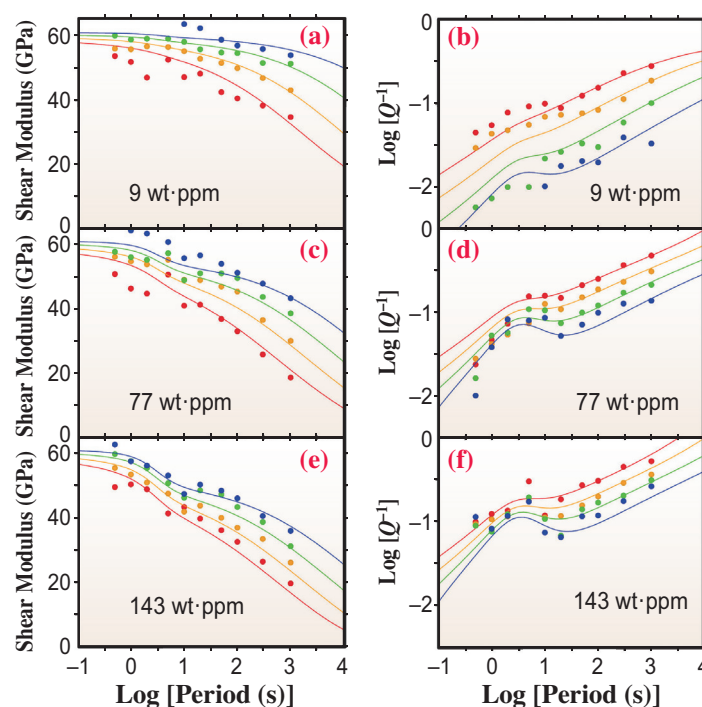 (a)
Shear Modulus (GPa)
60
40
20
0
9 wt·ppm
(b)
Log [Q⁻¹]
-0
-1
-2
0
9 wt·ppm
(c)
Shear Modulus (GPa)
60
40
20
0
77 wt·ppm
(d)
Log [Q⁻¹]
-1
-2
0
77 wt·ppm
(e)
Shear Modulus (GPa)
60
40
20
0
143 wt·ppm
−1 0 1 2 3 4
Log [Period (s)]
(f)
Log [Q⁻¹]
-1
-2
143 wt·ppm
−1 0 1 2 3 4
Log [Period (s)]